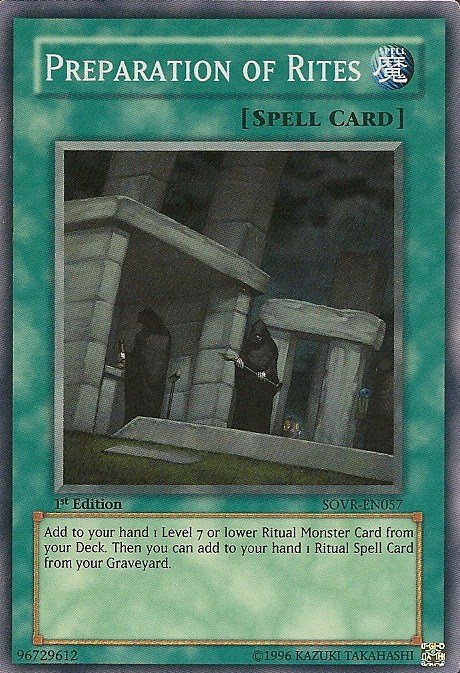 PREPARATION OF RITES
SPELL
魔
[SPELL CARD]
1st Edition
SOVR-EN057
Add to your hand 1 Level 7 or lower Ritual Monster Card from
your Deck. Then you can add to your hand 1 Ritual Spell Card
from your Graveyard.
96729612
©1996 KAZUKI TAKAHASHI